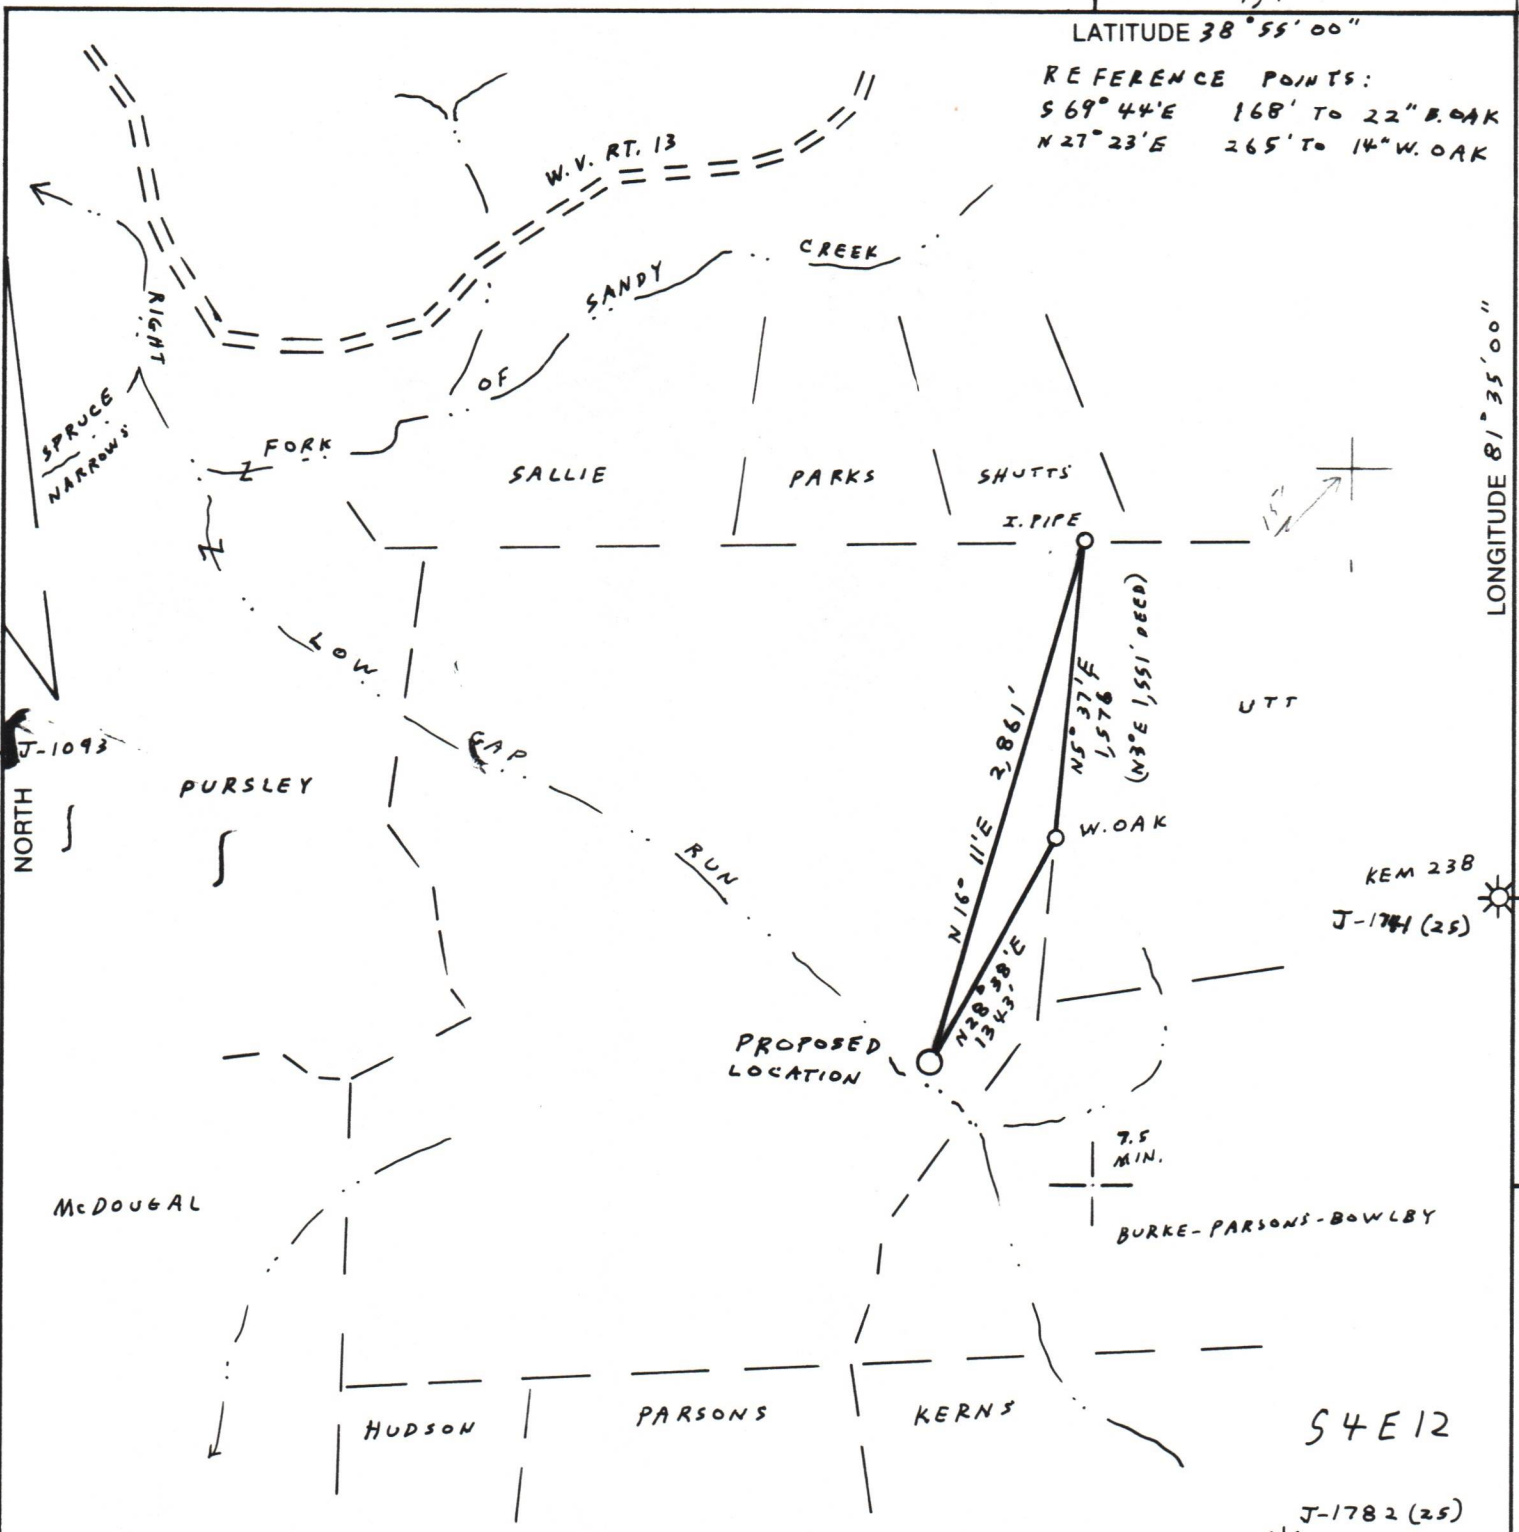 LATITUDE 38°55'00"
REFERENCE POINTS:
S 69° 44'E 168' TO 22" B. OAK
N 27° 23'E 265' TO 14" W. OAK
W.V. RT. 13
RIGHT
FORK
OF
SANDY
CREEK
SPRUCE
NARROWS
LONGITUDE 81° 35' 00"
SALLIE
PARKS
SHUTTS
I. PIPE
15'
LOW
GAP
RUN
2,861'
N 16° 11'E
N5° 37'E
1,576
(N3°E 1,551' DEED)
UTT
J-1093
PURSLEY
NORTH
W. OAK
KEM 238
(25)
N28° 38'E
1343'
PROPOSED
LOCATION
7.5
MIN.
McDOUGAL
BURKE-PARSONS-BOWLBY
HUDSON
PARSONS
KERNS
S4E12
J-1782 (25)